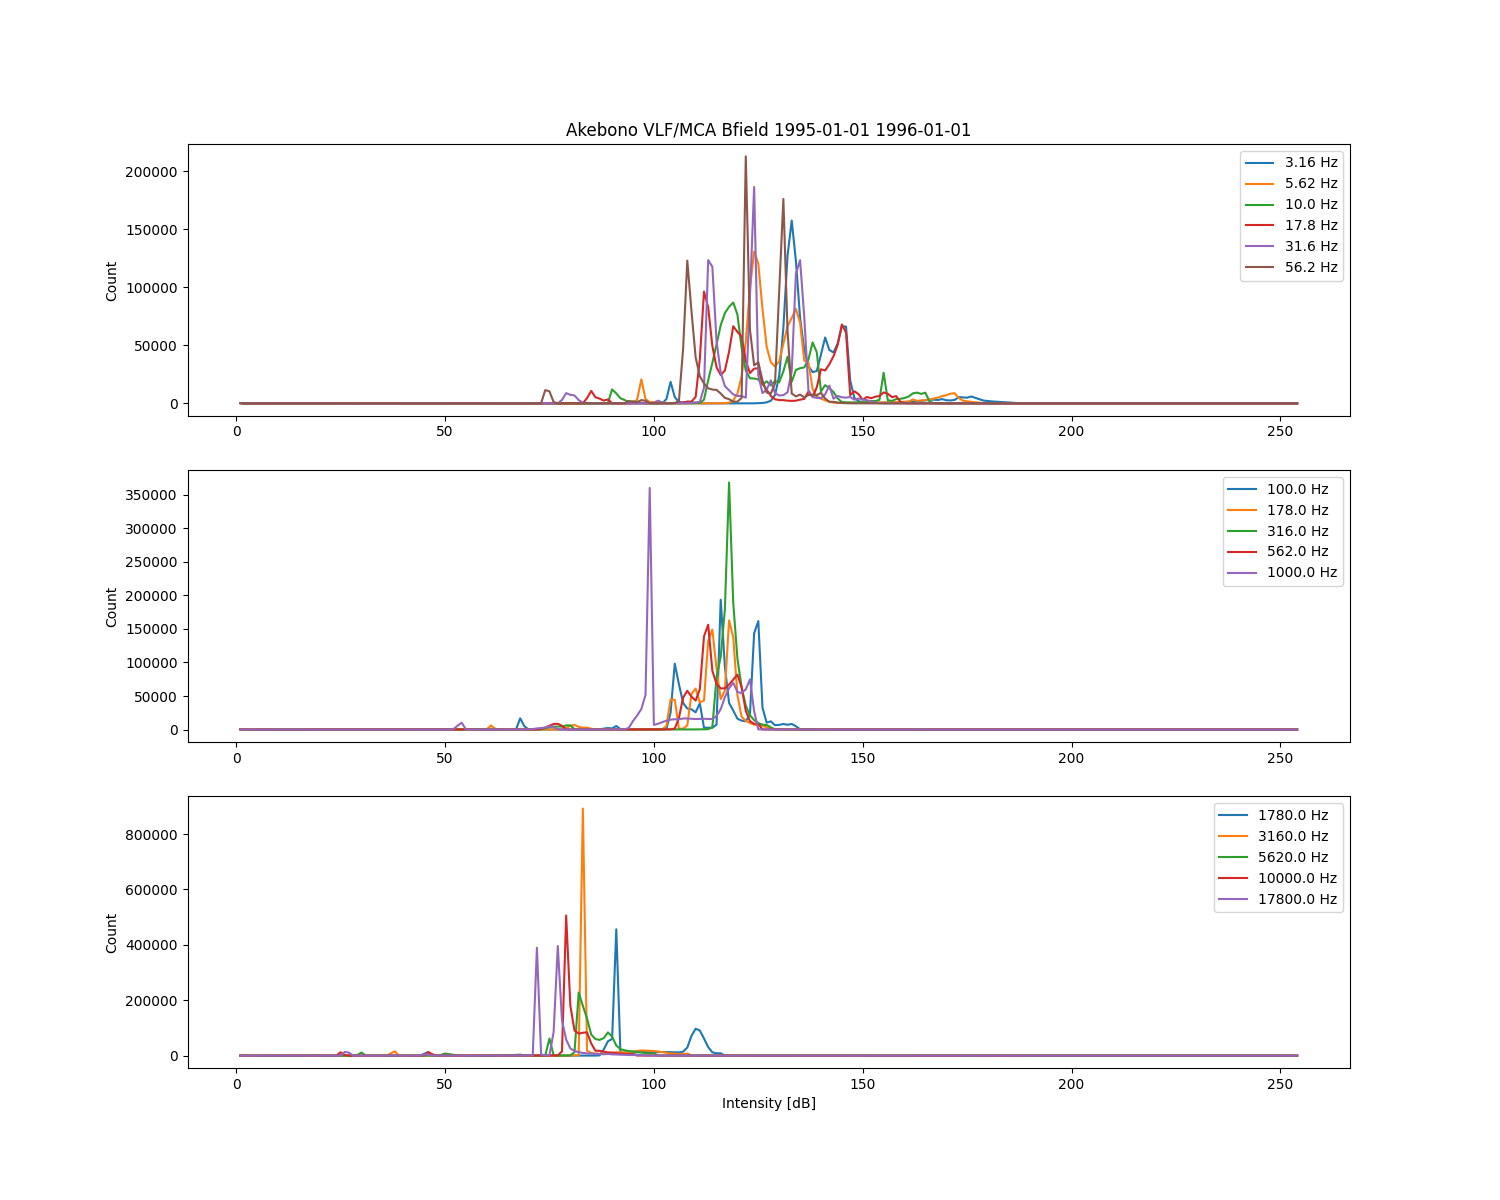 Akebono VLF/MCA Bfield 1995-01-01 1996-01-01
Count
200000
150000
100000
50000
0
3.16 Hz
5.62 Hz
10.0 Hz
17.8 Hz
31.6 Hz
56.2 Hz
0 50 100 150 200 250
Count
350000
300000
250000
200000
150000
100000
50000
0
100.0 Hz
178.0 Hz
316.0 Hz
562.0 Hz
1000.0 Hz
0 50 100 150 200 250
Count
800000
600000
400000
200000
0
1780.0 Hz
3160.0 Hz
5620.0 Hz
10000.0 Hz
17800.0 Hz
0 50 100 150 200 250
Intensity [dB]